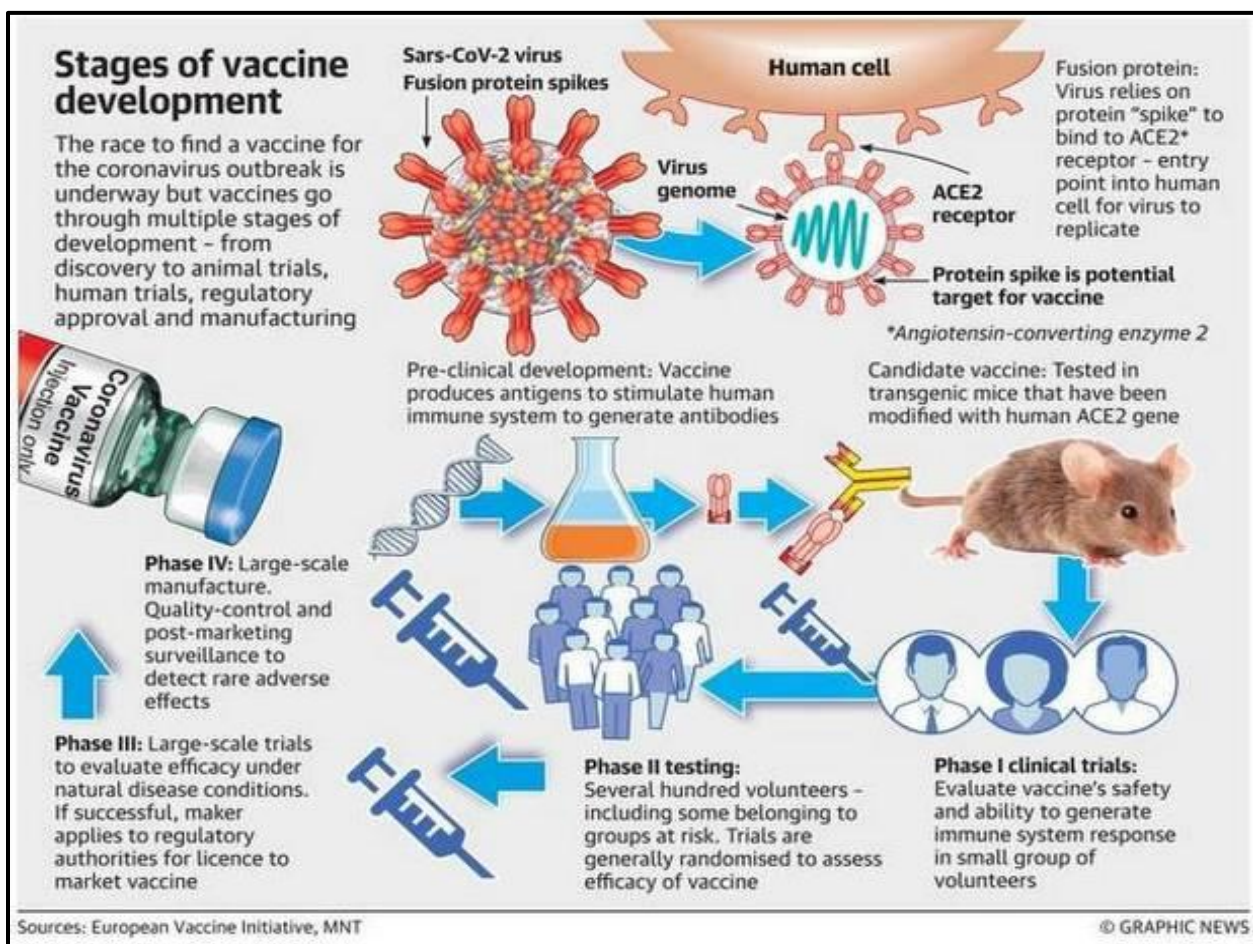 Stages of vaccine
development
The race to find a vaccine for
the coronavirus outbreak is
underway but vaccines go
through multiple stages of
development – from
discovery to animal trials,
human trials, regulatory
approval and manufacturing
Sars-CoV-2 virus
Fusion protein spikes
Human cell
Virus
genome
ACE2
receptor
Fusion protein:
Virus relies on
protein "spike" to
bind to ACE2*
receptor – entry
point into human
cell for virus to
replicate
Protein spike is potential
target for vaccine
*Angiotensin-converting enzyme 2
Coronavirus
Vaccine
Injection only
Pre-clinical development: Vaccine
produces antigens to stimulate human
immune system to generate antibodies
Candidate vaccine: Tested in
transgenic mice that have been
modified with human ACE2 gene
Phase I clinical trials:
Evaluate vaccine's safety
and ability to generate
immune system response
in small group of
volunteers
Phase II testing:
Several hundred volunteers –
including some belonging to
groups at risk. Trials are
generally randomised to assess
efficacy of vaccine
Phase III: Large-scale trials
to evaluate efficacy under
natural disease conditions.
If successful, maker
applies to regulatory
authorities for licence to
market vaccine
Phase IV: Large-scale
manufacture.
Quality-control and
post-marketing
surveillance to
detect rare adverse
effects
Sources: European Vaccine Initiative, MNT
© GRAPHIC NEWS